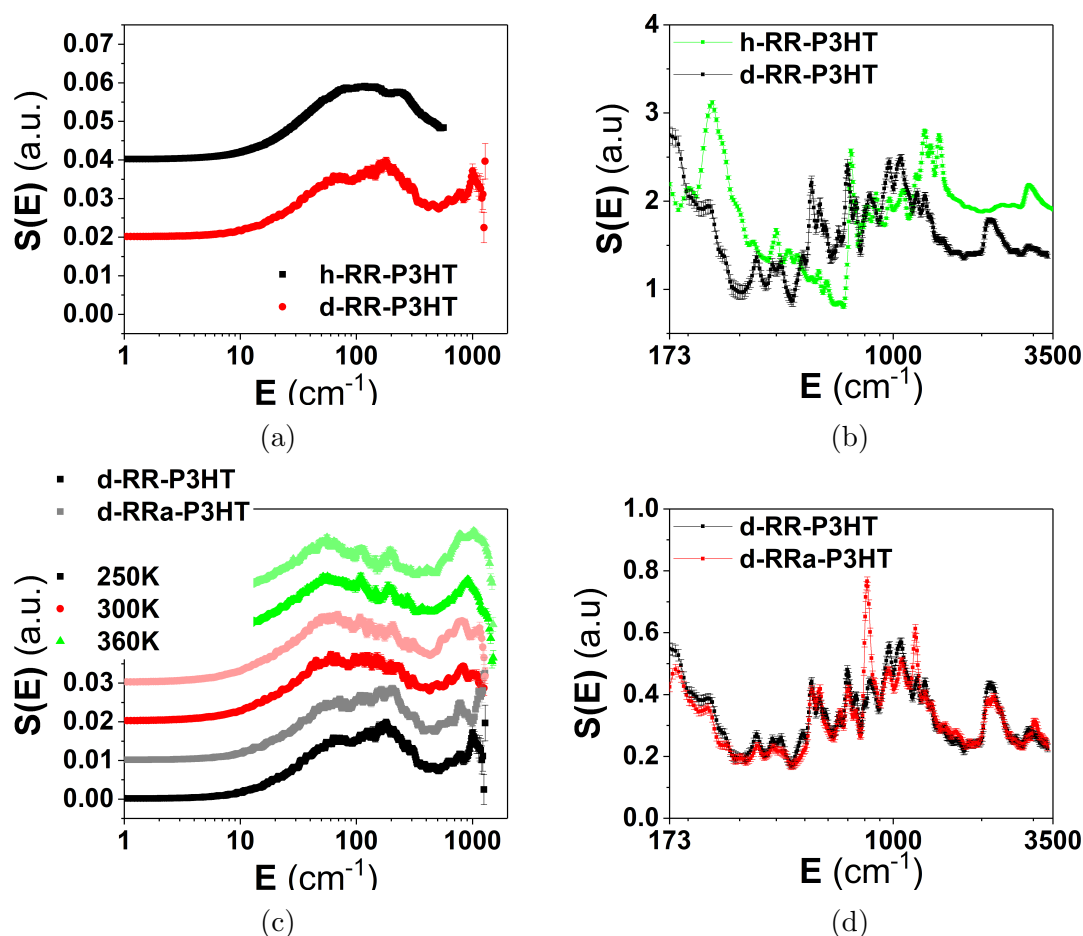 0.07
0.06
0.05
0.04
0.03
0.02
0.01
0.00
S(E) (a.u.)
h-RR-P3HT
d-RR-P3HT
1 10 100 1000
E (cm⁻¹)
(a)
4
3
2
1
S(E) (a.u)
h-RR-P3HT
d-RR-P3HT
173 1000 3500
E (cm⁻¹)
(b)
d-RR-P3HT
d-RRa-P3HT
250K
300K
360K
0.03
0.02
0.01
0.00
S(E) (a.u.)
1 10 100 1000
E (cm⁻¹)
(c)
1.0
0.8
0.6
0.4
0.2
0.0
S(E) (a.u)
d-RR-P3HT
d-RRa-P3HT
173 1000 3500
E (cm⁻¹)
(d)